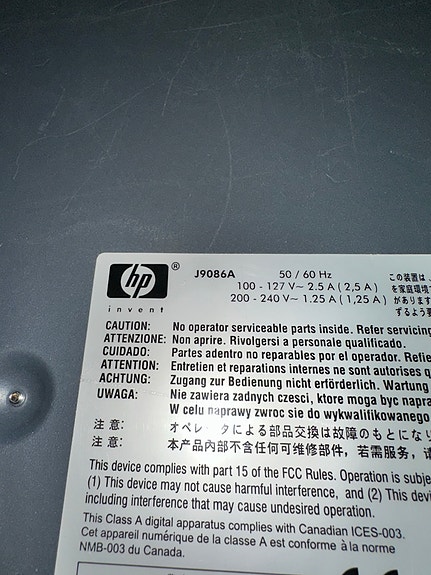 hp ®
invent
J9086A
50 / 60 Hz
100 - 127 V~ 2.5 A ( 2,5 A )
200 - 240 V~ 1.25 A ( 1,25 A )
この装置は、
を家庭環境で
があります
ずるよう要
CAUTION: No operator serviceable parts inside. Refer servicing
ATTENZIONE: Non aprire. Rivolgersi a personale qualificado.
CUIDADO: Partes adentro no reparables por el operador. Refie
ATTENTION: Entretien et reparations internes ne sont autorises q
ACHTUNG: Zugang zur Bedienung nicht erförderlich. Wartung
UWAGA: Nie zawiera zadnych czesci, ktore moga byc napra
W celu naprawy zwroc sie do wykwalifikowanego
注 意: オペレータによる部品交換は故障のもとになり
注 意: 本产品内部不含任何可维修部件，若需服务，请
This device complies with part 15 of the FCC Rules. Operation is subje
(1) This device may not cause harmful interference, and (2) This devi
including interference that may cause undesired operation.
This Class A digital apparatus complies with Canadian ICES-003.
Cet appareil numérique de la classe A est conforme à la norme
NMB-003 du Canada.